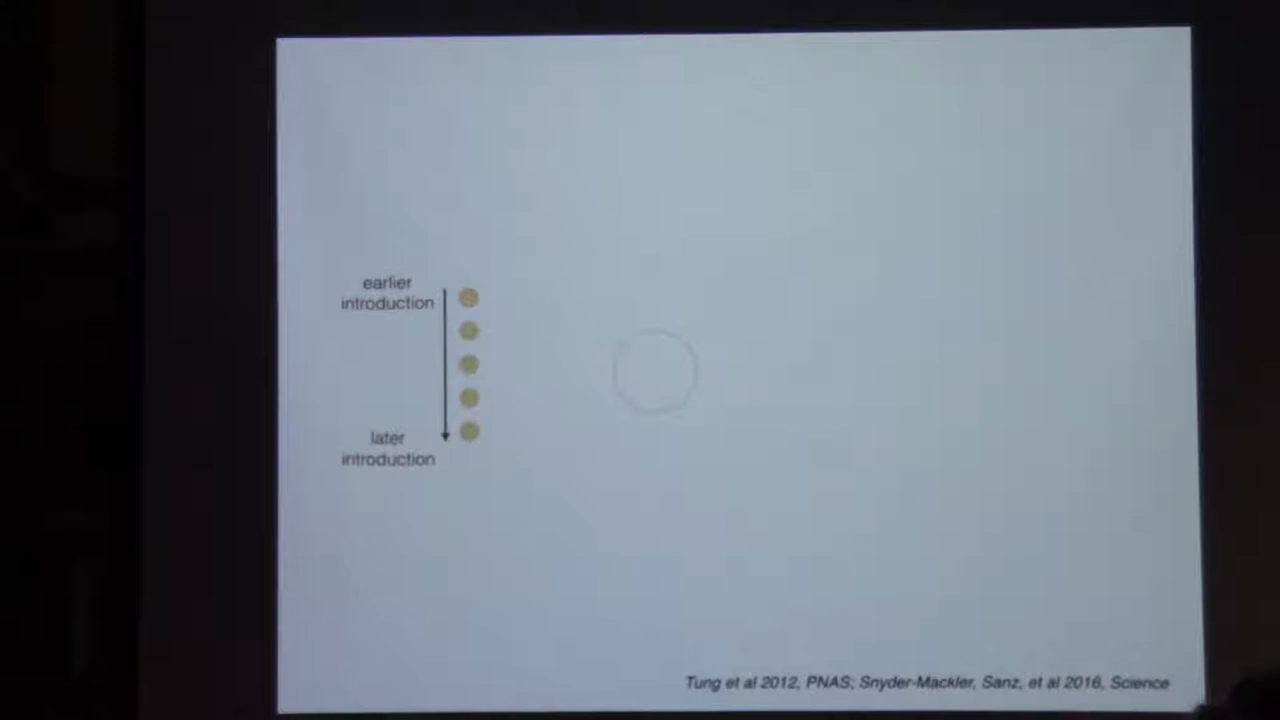 earlier
introduction
later
introduction
Tung et al 2012, PNAS; Snyder-Mackler, Sanz, et al 2016, Science